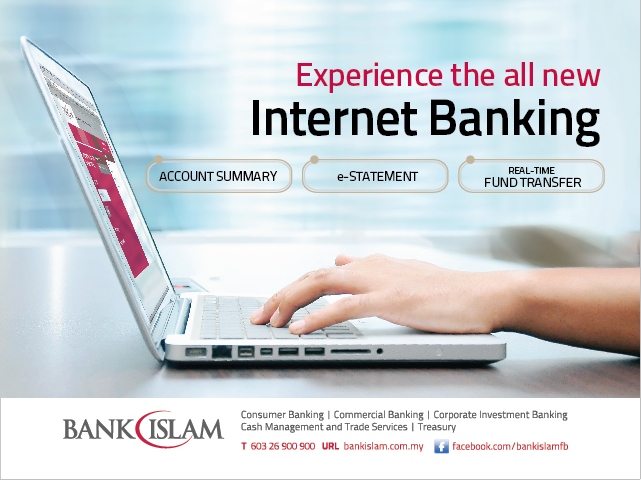 Experience the all new
Internet Banking
ACCOUNT SUMMARY
e-STATEMENT
REAL-TIME
FUND TRANSFER
BANK ISLAM
Consumer Banking | Commercial Banking | Corporate Investment Banking
Cash Management and Trade Services | Treasury
T 603 26 900 900 URL bankislam.com.my facebook.com/bankislamfb